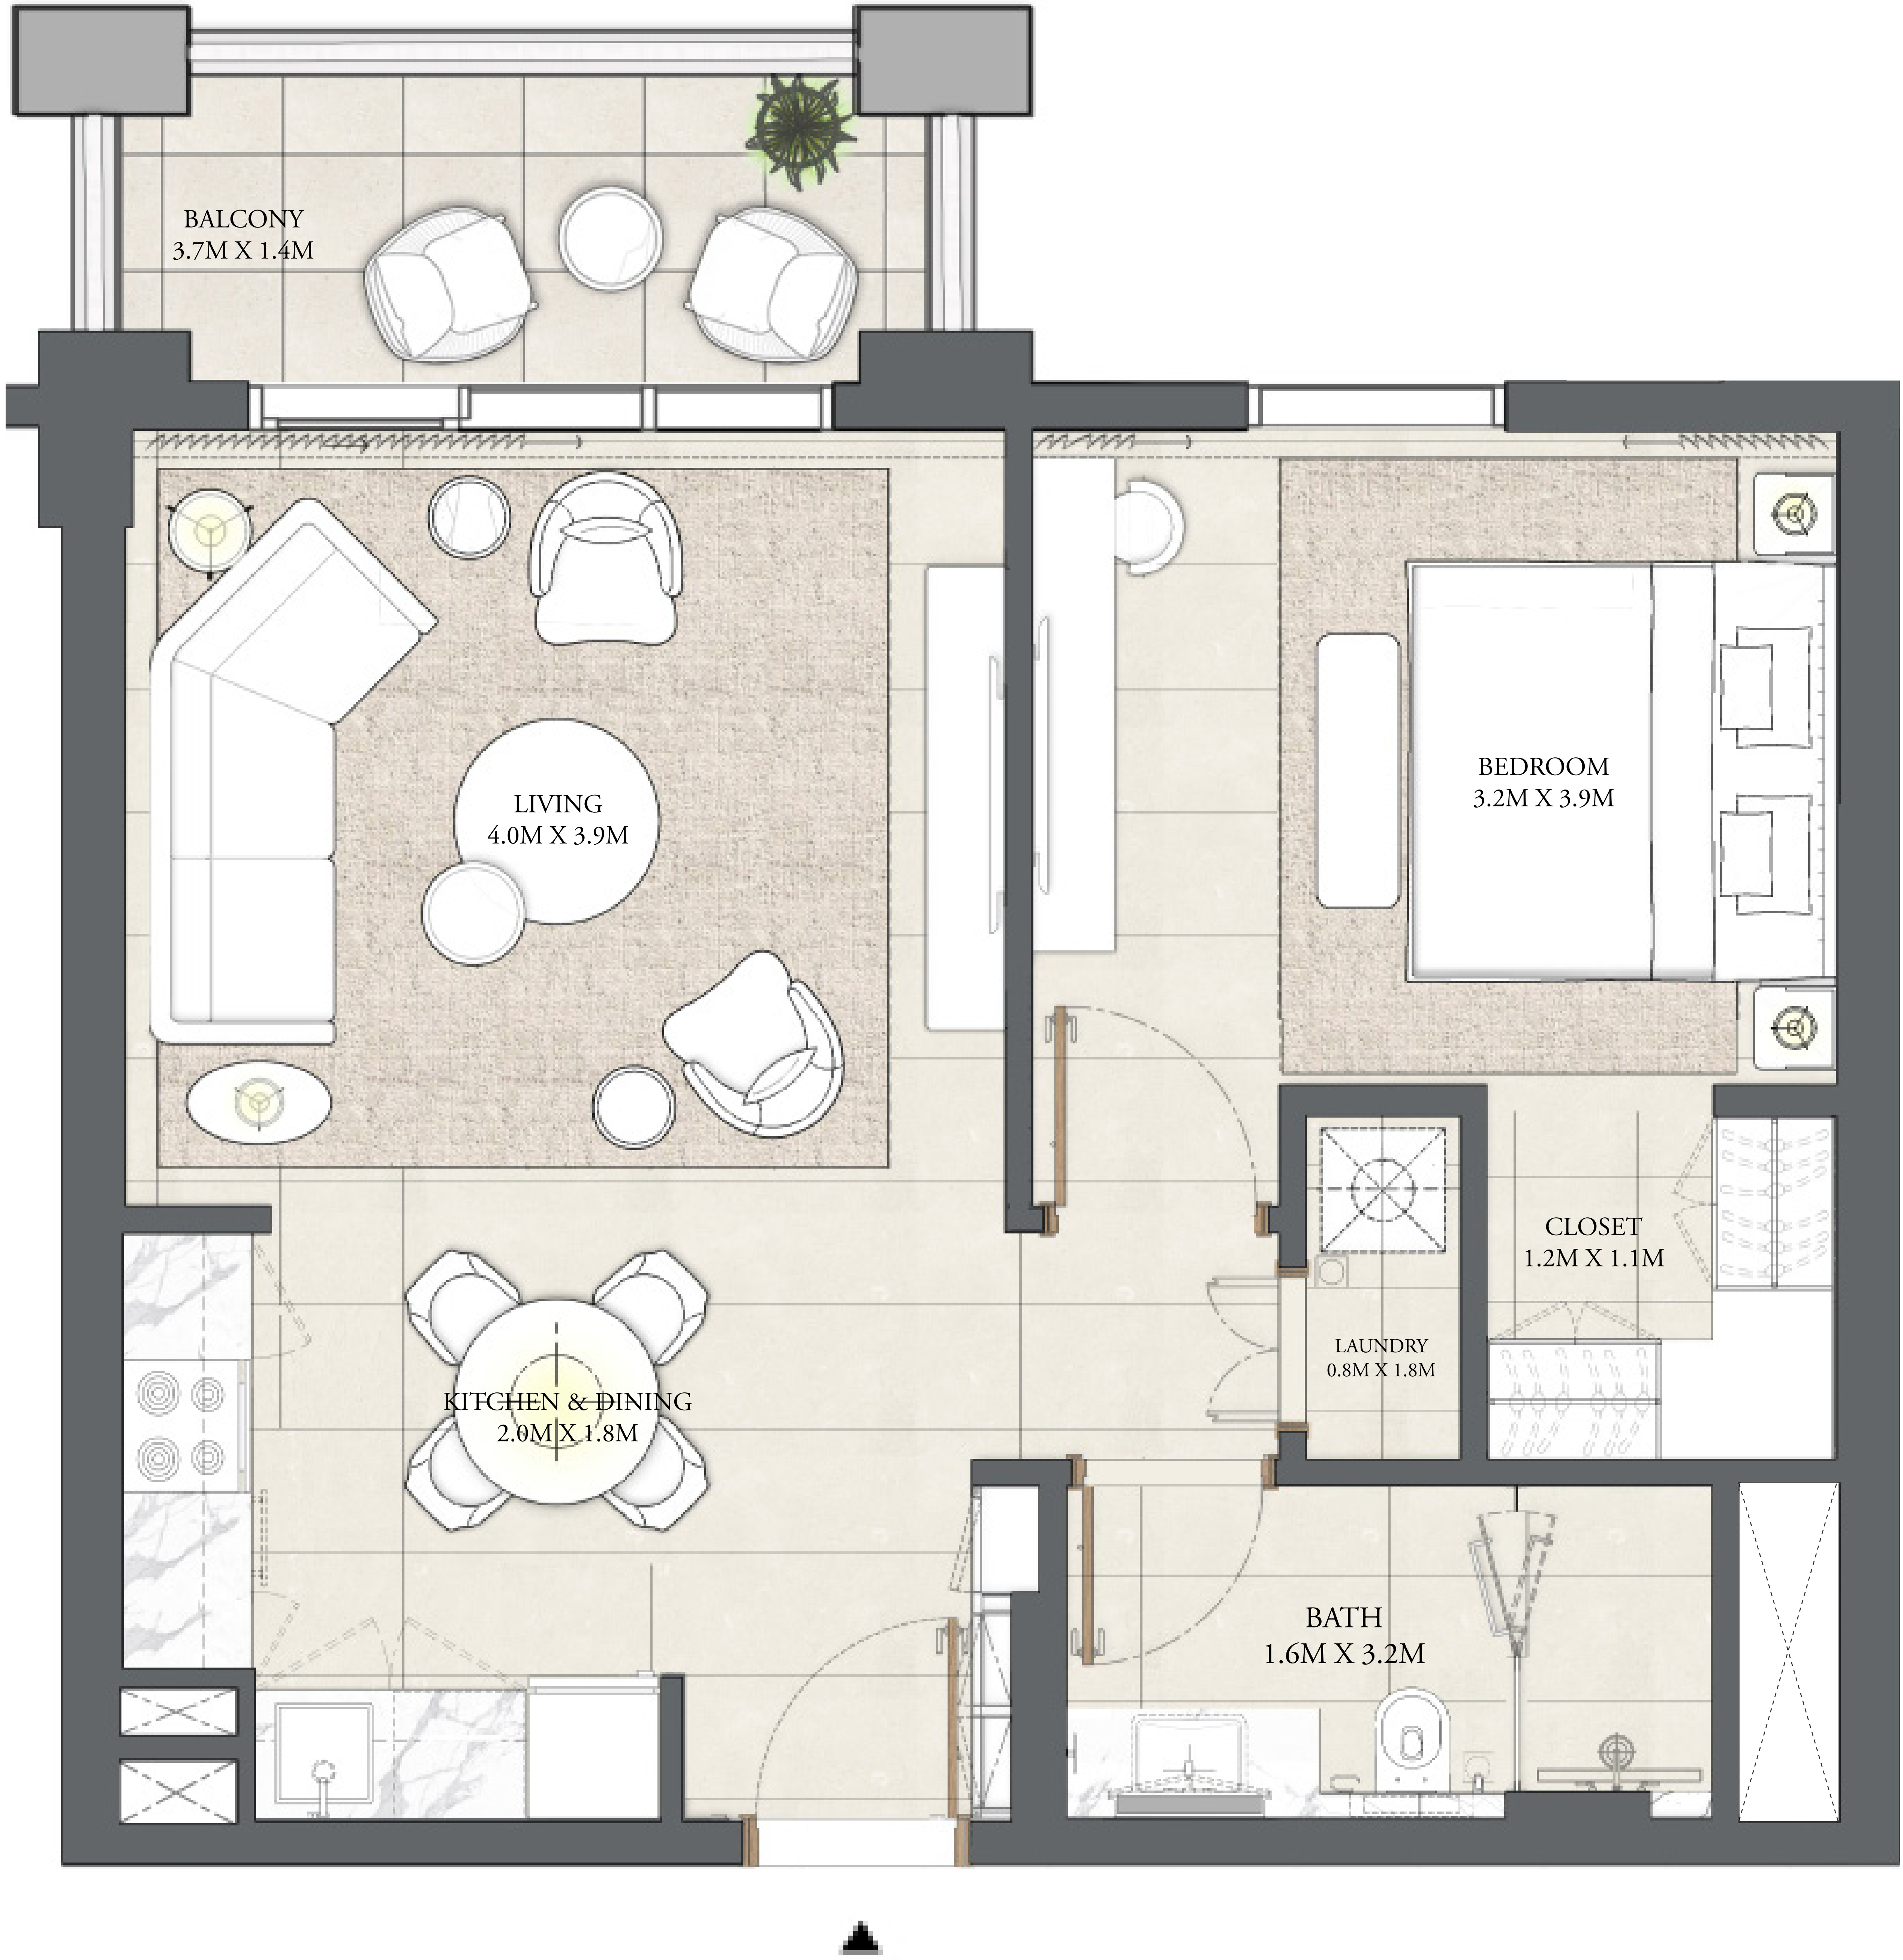 BALCONY
3.7M X 1.4M
LIVING
4.0M X 3.9M
BEDROOM
3.2M X 3.9M
CLOSET
1.2M X 1.1M
LAUNDRY
0.8M X 1.8M
KITCHEN & DINING
2.0M X 1.8M
BATH
1.6M X 3.2M